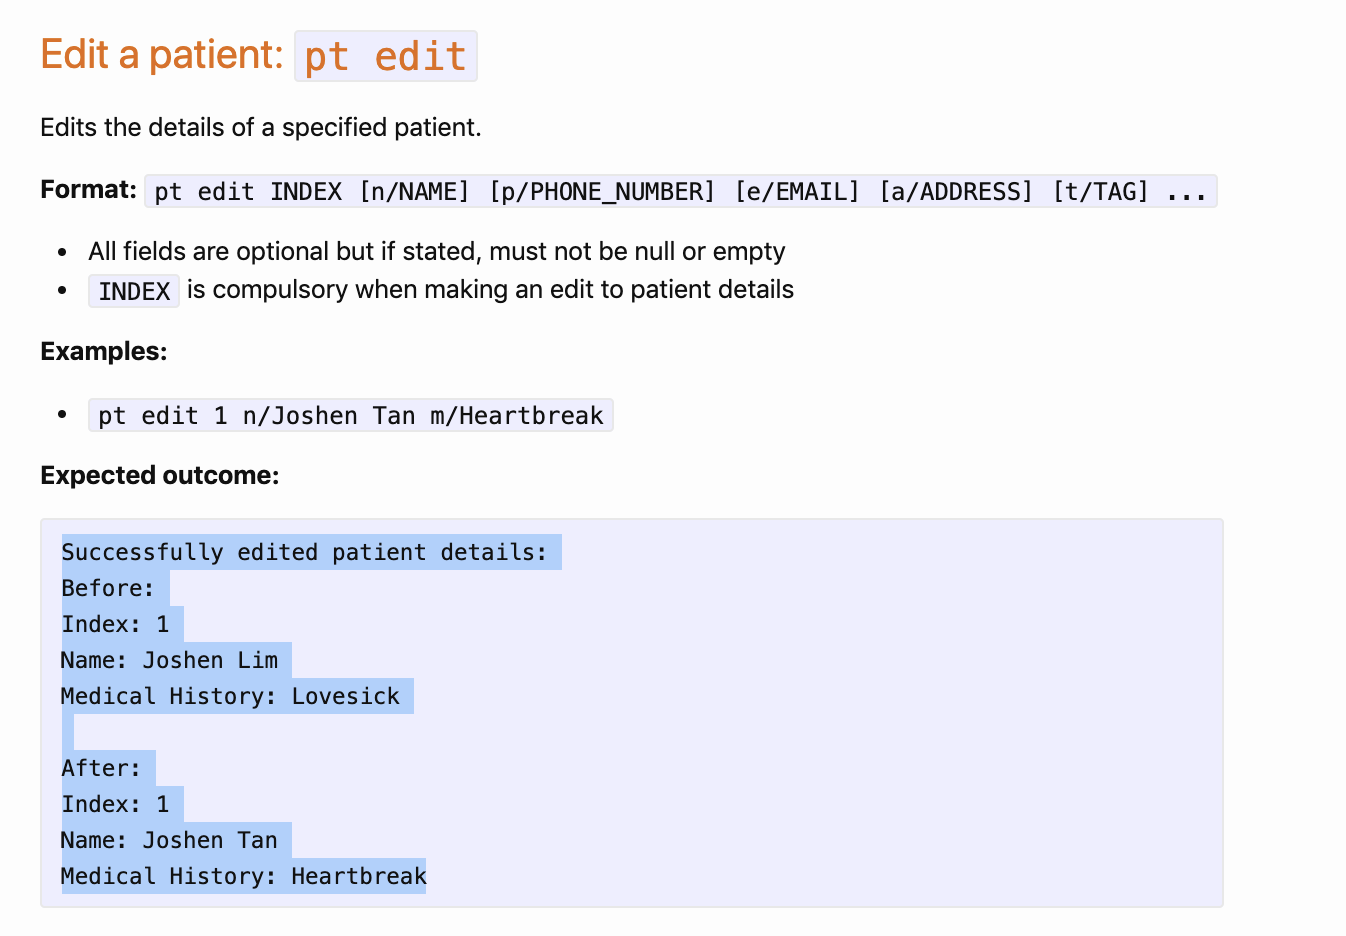 Edit a patient: pt edit
Edits the details of a specified patient.
Format: pt edit INDEX [n/NAME] [p/PHONE_NUMBER] [e/EMAIL] [a/ADDRESS] [t/TAG] ...
• All fields are optional but if stated, must not be null or empty
• INDEX is compulsory when making an edit to patient details
Examples:
• pt edit 1 n/Joshen Tan m/Heartbreak
Expected outcome:
Successfully edited patient details:
Before:
Index: 1
Name: Joshen Lim
Medical History: Lovesick
After:
Index: 1
Name: Joshen Tan
Medical History: Heartbreak